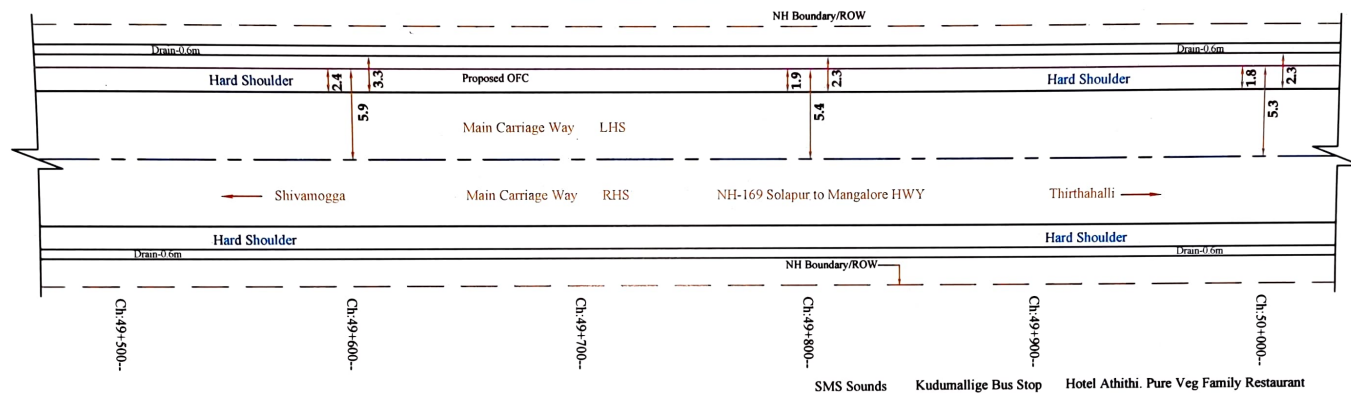 NH Boundary/ROW
Drain-0.6m Drain-0.6m
Hard Shoulder 2.4 3.3 Proposed OFC 1.9 2.3 Hard Shoulder 1.8 2.3
5.9 5.4 5.3
Main Carriage Way LHS
Shivamogga Main Carriage Way RHS NH-169 Solapur to Mangalore HWY Thirthahalli
Hard Shoulder Hard Shoulder
Drain-0.6m Drain-0.6m
NH Boundary/ROW
Ch:49+500--
Ch:49+600--
Ch:49+700--
Ch:49+800--
Ch:49+900--
Ch:50+000--
SMS Sounds Kudumallige Bus Stop Hotel Athithi. Pure Veg Family Restaurant